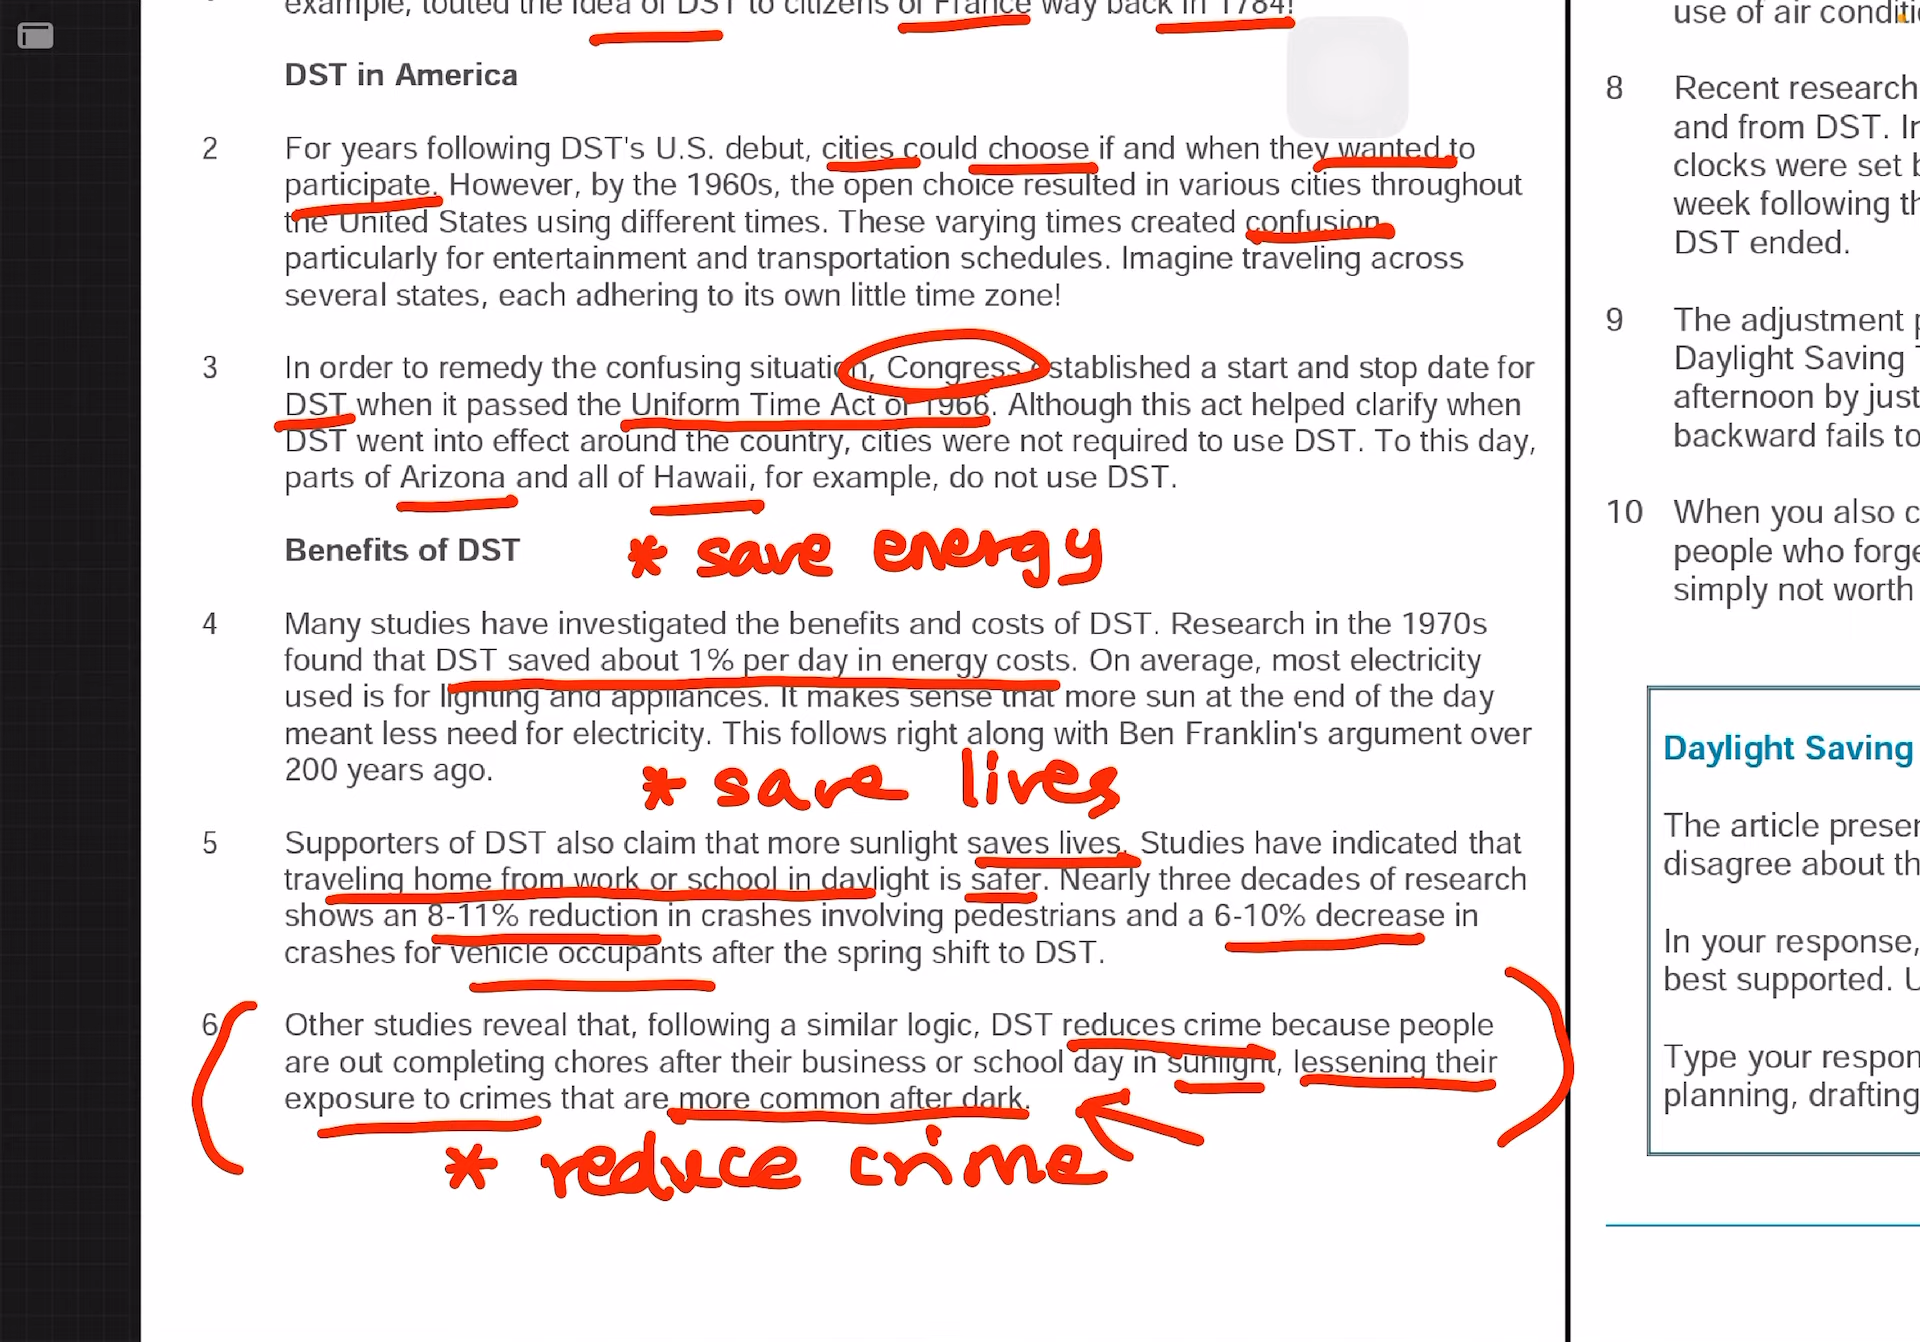 example, touted the idea of DST to citizens of France way back in 1784!
DST in America
2 For years following DST's U.S. debut, cities could choose if and when they wanted to
participate. However, by the 1960s, the open choice resulted in various cities throughout
the United States using different times. These varying times created confusion,
particularly for entertainment and transportation schedules. Imagine traveling across
several states, each adhering to its own little time zone!
3 In order to remedy the confusing situation, Congress established a start and stop date for
DST when it passed the Uniform Time Act of 1966. Although this act helped clarify when
DST went into effect around the country, cities were not required to use DST. To this day,
parts of Arizona and all of Hawaii, for example, do not use DST.
Benefits of DST
* save energy
4 Many studies have investigated the benefits and costs of DST. Research in the 1970s
found that DST saved about 1% per day in energy costs. On average, most electricity
used is for lighting and appliances. It makes sense that more sun at the end of the day
meant less need for electricity. This follows right along with Ben Franklin's argument over
200 years ago.
* save lives
5 Supporters of DST also claim that more sunlight saves lives. Studies have indicated that
traveling home from work or school in daylight is safer. Nearly three decades of research
shows an 8-11% reduction in crashes involving pedestrians and a 6-10% decrease in
crashes for vehicle occupants after the spring shift to DST.
6 Other studies reveal that, following a similar logic, DST reduces crime because people
are out completing chores after their business or school day in sunlight, lessening their
exposure to crimes that are more common after dark.
* reduce crime
use of air
8 Recent research
and from DST.
clocks were set
week following
DST ended.
9 The adjustment
Daylight Saving
afternoon by just
backward fails to
10 When you also
people who
simply not worth
Daylight Saving
The article
disagree about
In your response,
best supported.
Type your
planning, drafting